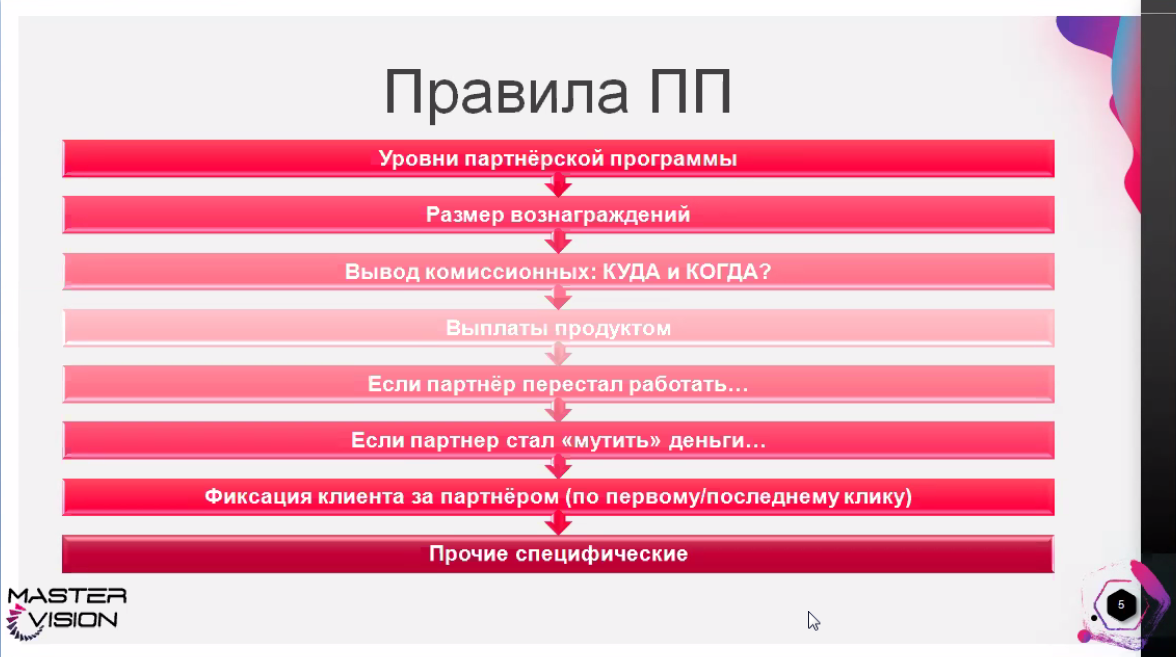 Правила ПП
Уровни партнёрской программы
Размер вознаграждений
Вывод комиссионных: КУДА и КОГДА?
Выплаты продуктом
Если партнёр перестал работать…
Если партнер стал «мутить» деньги…
Фиксация клиента за партнёром (по первому/последнему клику)
Прочие специфические
MASTER
VISION
5